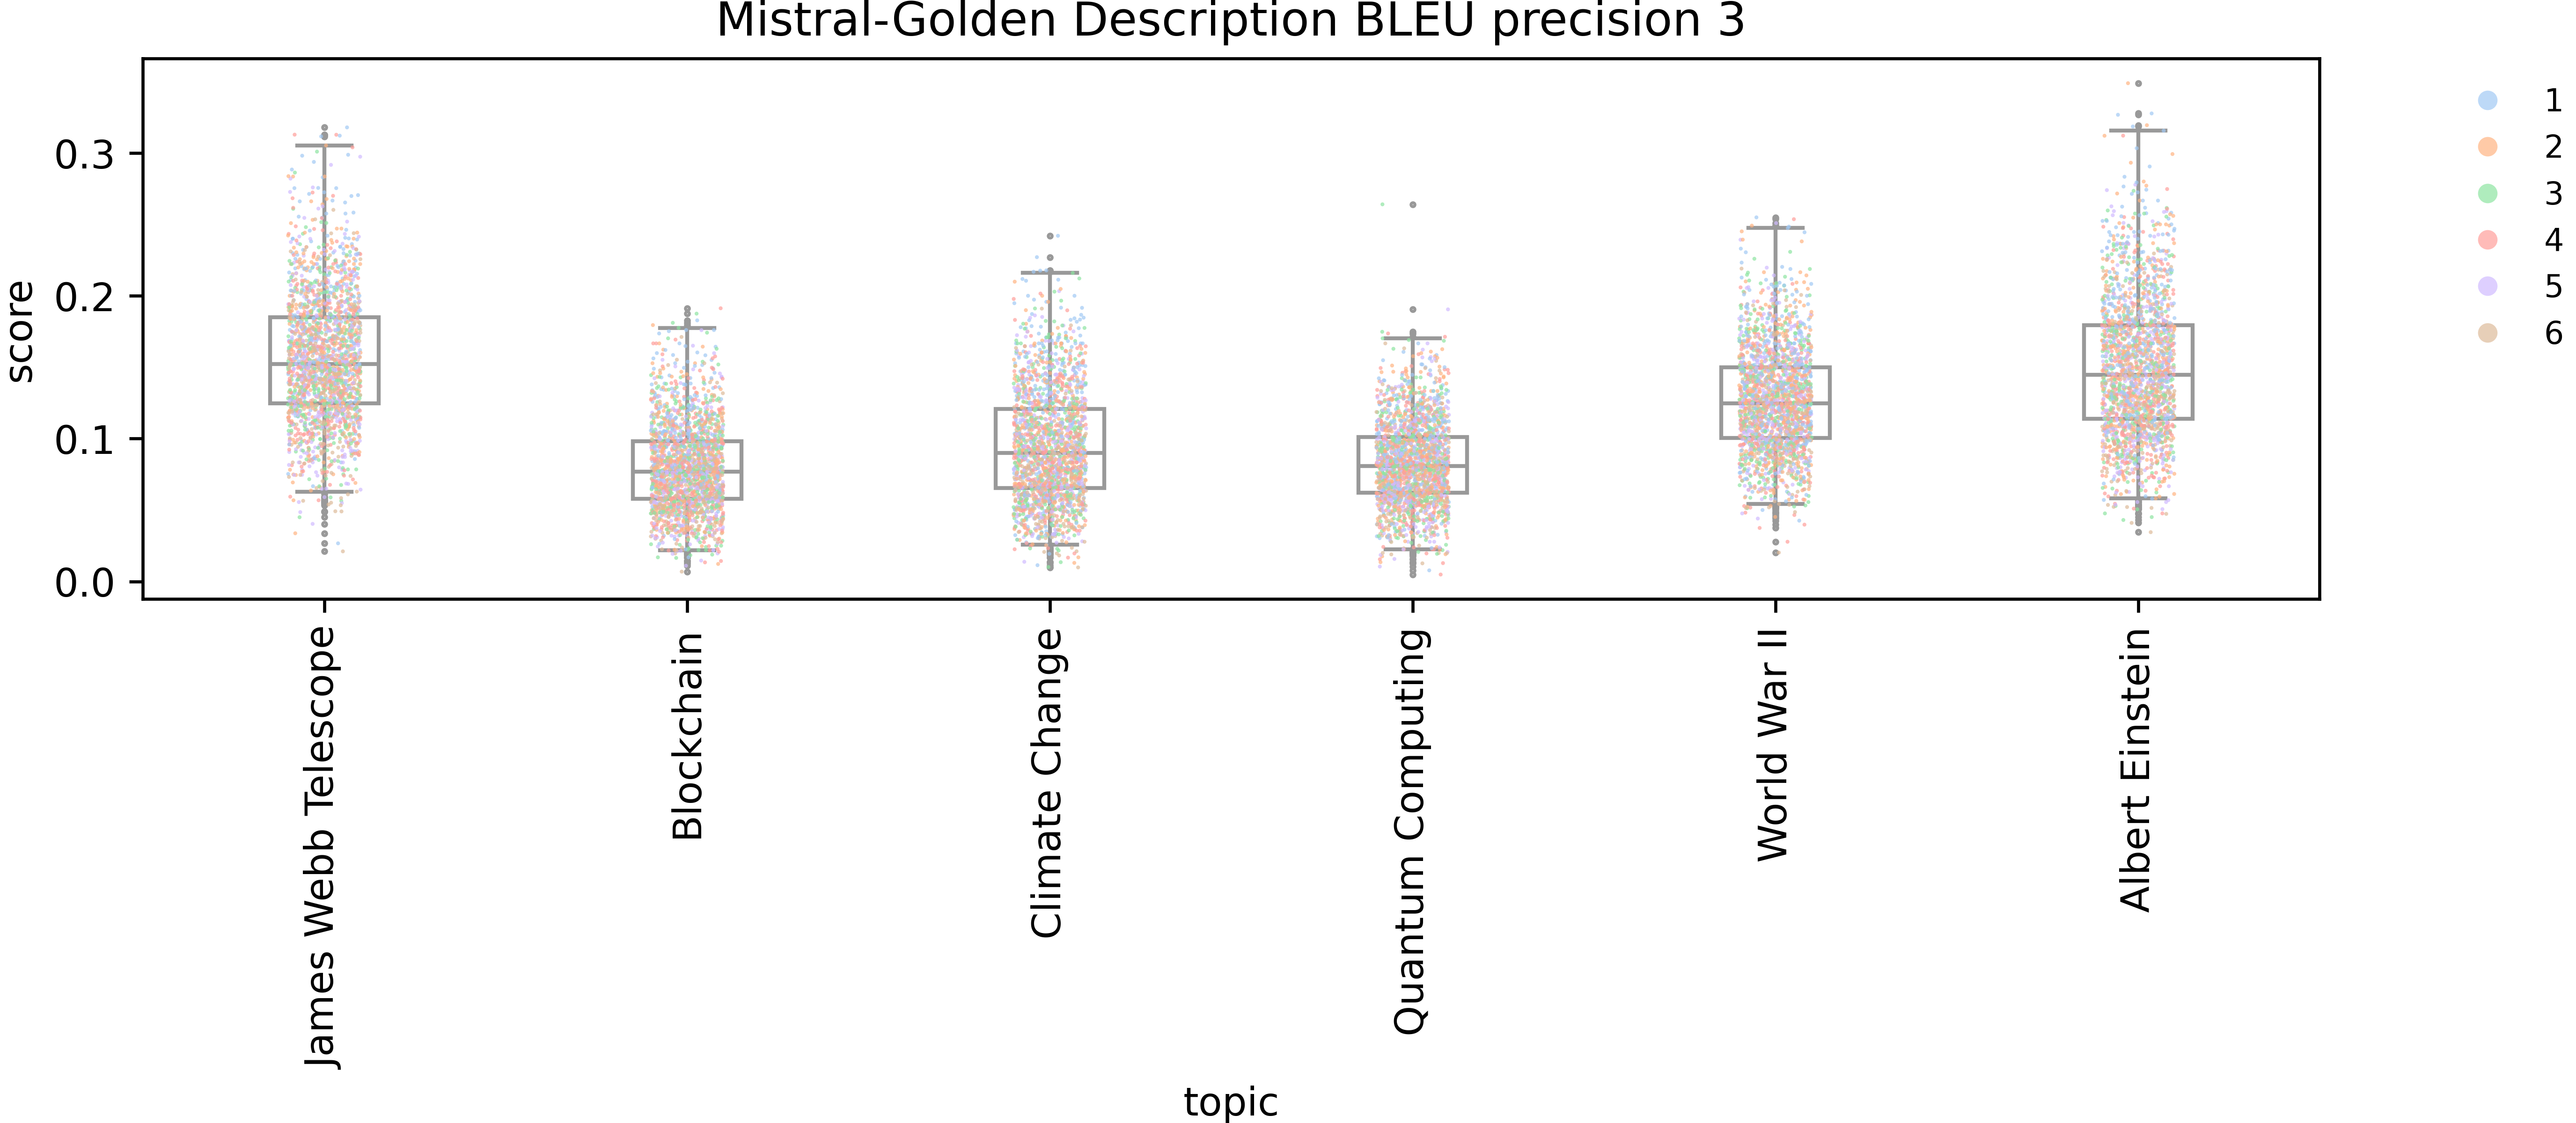 Mistral-Golden Description BLEU precision 3
score
0.3
0.2
0.1
0.0
1
2
3
4
5
6
James Webb Telescope
Blockchain
Climate Change
Quantum Computing
World War II
Albert Einstein
topic